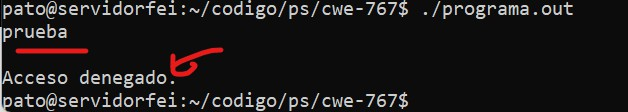 pato@servidorfei:~/codigo/ps/cwe-767$ ./programa.out
prueba
Acceso denegado.
pato@servidorfei:~/codigo/ps/cwe-767$